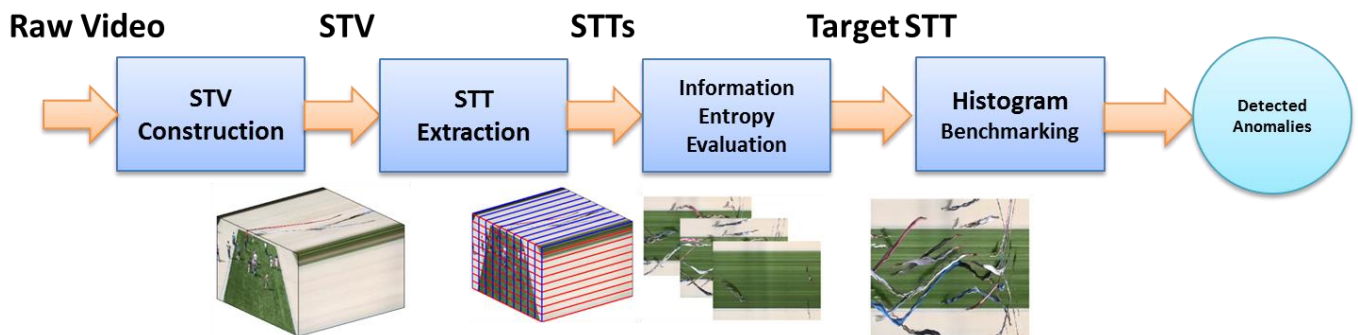 Raw Video
STV
STTs
Target STT
STV
Construction
STT
Extraction
Information
Entropy
Evaluation
Histogram
Benchmarking
Detected
Anomalies